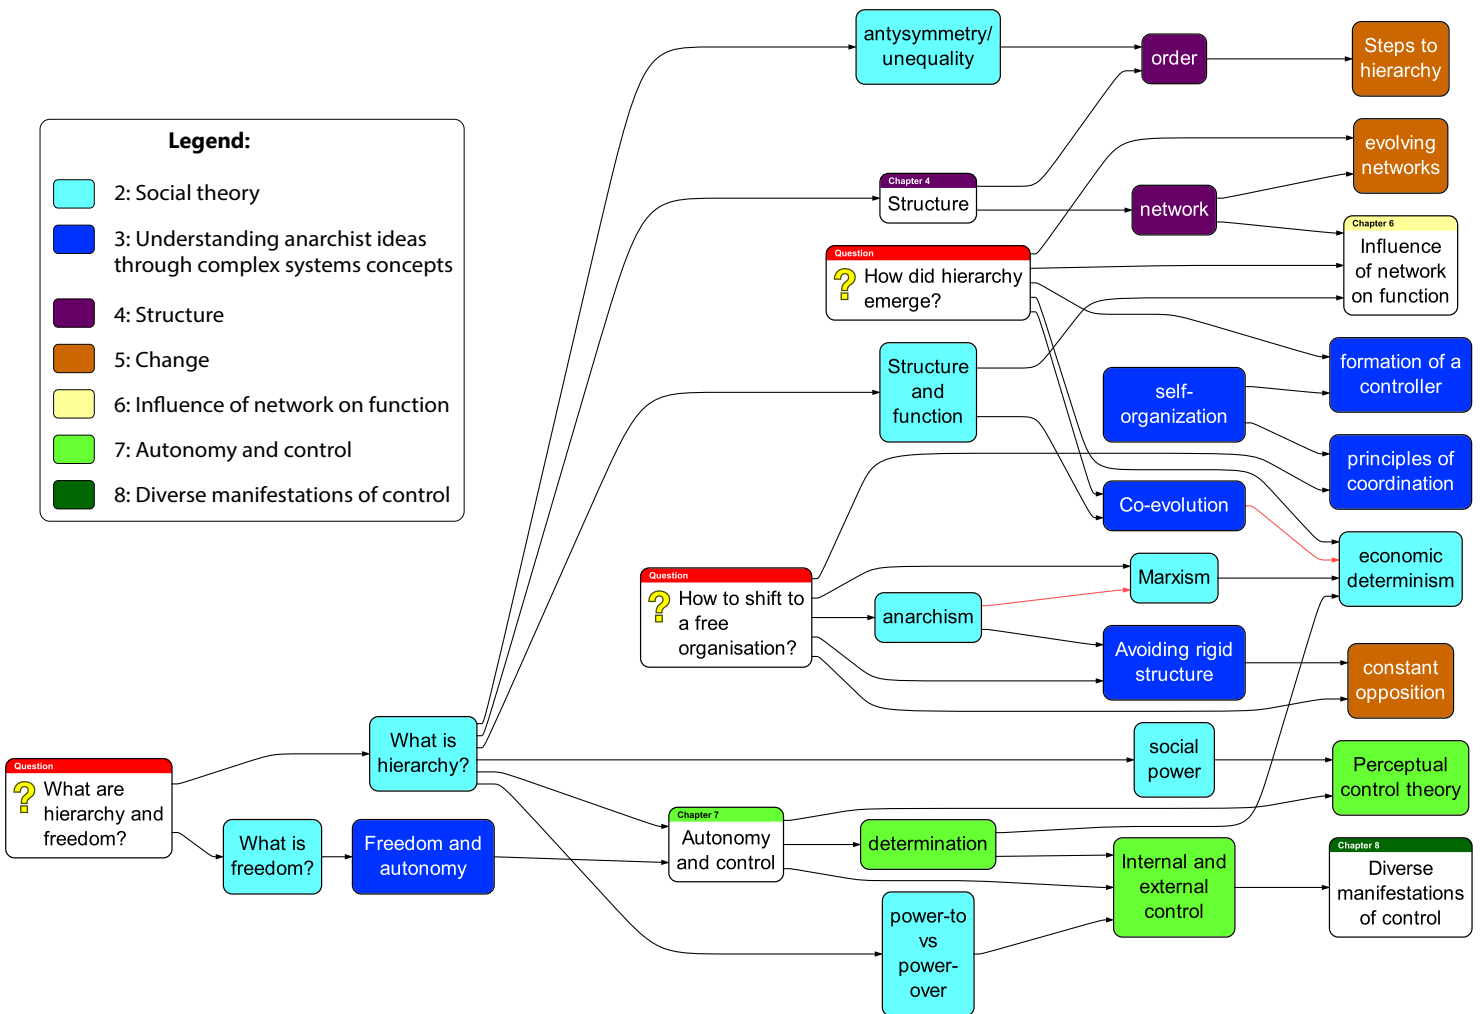 Legend:
2: Social theory
3: Understanding anarchist ideas
through complex systems concepts
4: Structure
5: Change
6: Influence of network on function
7: Autonomy and control
8: Diverse manifestations of control
antysymmetry/
unequality
order
Steps to
hierarchy
evolving
networks
Chapter 4
Structure
network
Chapter 6
Influence
of network
on function
Question
? How did hierarchy
emerge?
Structure
and
function
self-
organization
formation of a
controller
principles of
coordination
Co-evolution
economic
determinism
Question
? How to shift to
a free
organisation?
anarchism
Marxism
Avoiding rigid
structure
constant
opposition
What is
hierarchy?
social
power
Perceptual
control theory
Question
? What are
hierarchy and
freedom?
What is
freedom?
Freedom and
autonomy
Chapter 7
Autonomy
and control
determination
Internal and
external
control
Chapter 8
Diverse
manifestations
of control
power-to
vs
power-
over